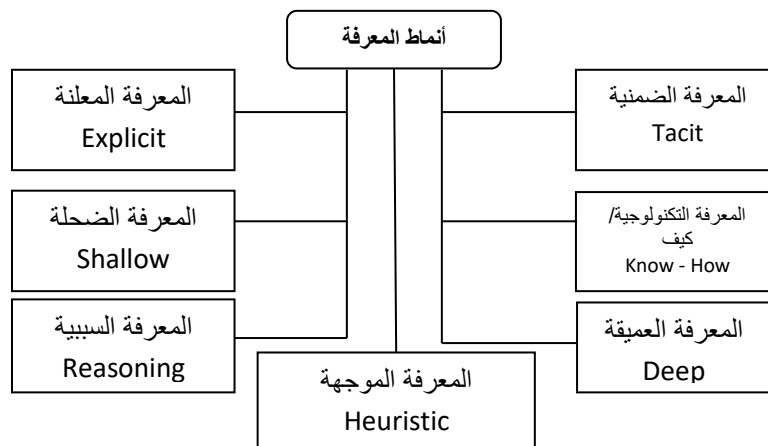 أنماط المعرفة
المعرفة الضمنية
Tacit
المعرفة المعلنة
Explicit
المعرفة التكنولوجية/
كيف
Know - How
المعرفة الضحلة
Shallow
المعرفة العميقة
Deep
المعرفة السببية
Reasoning
المعرفة الموجهة
Heuristic